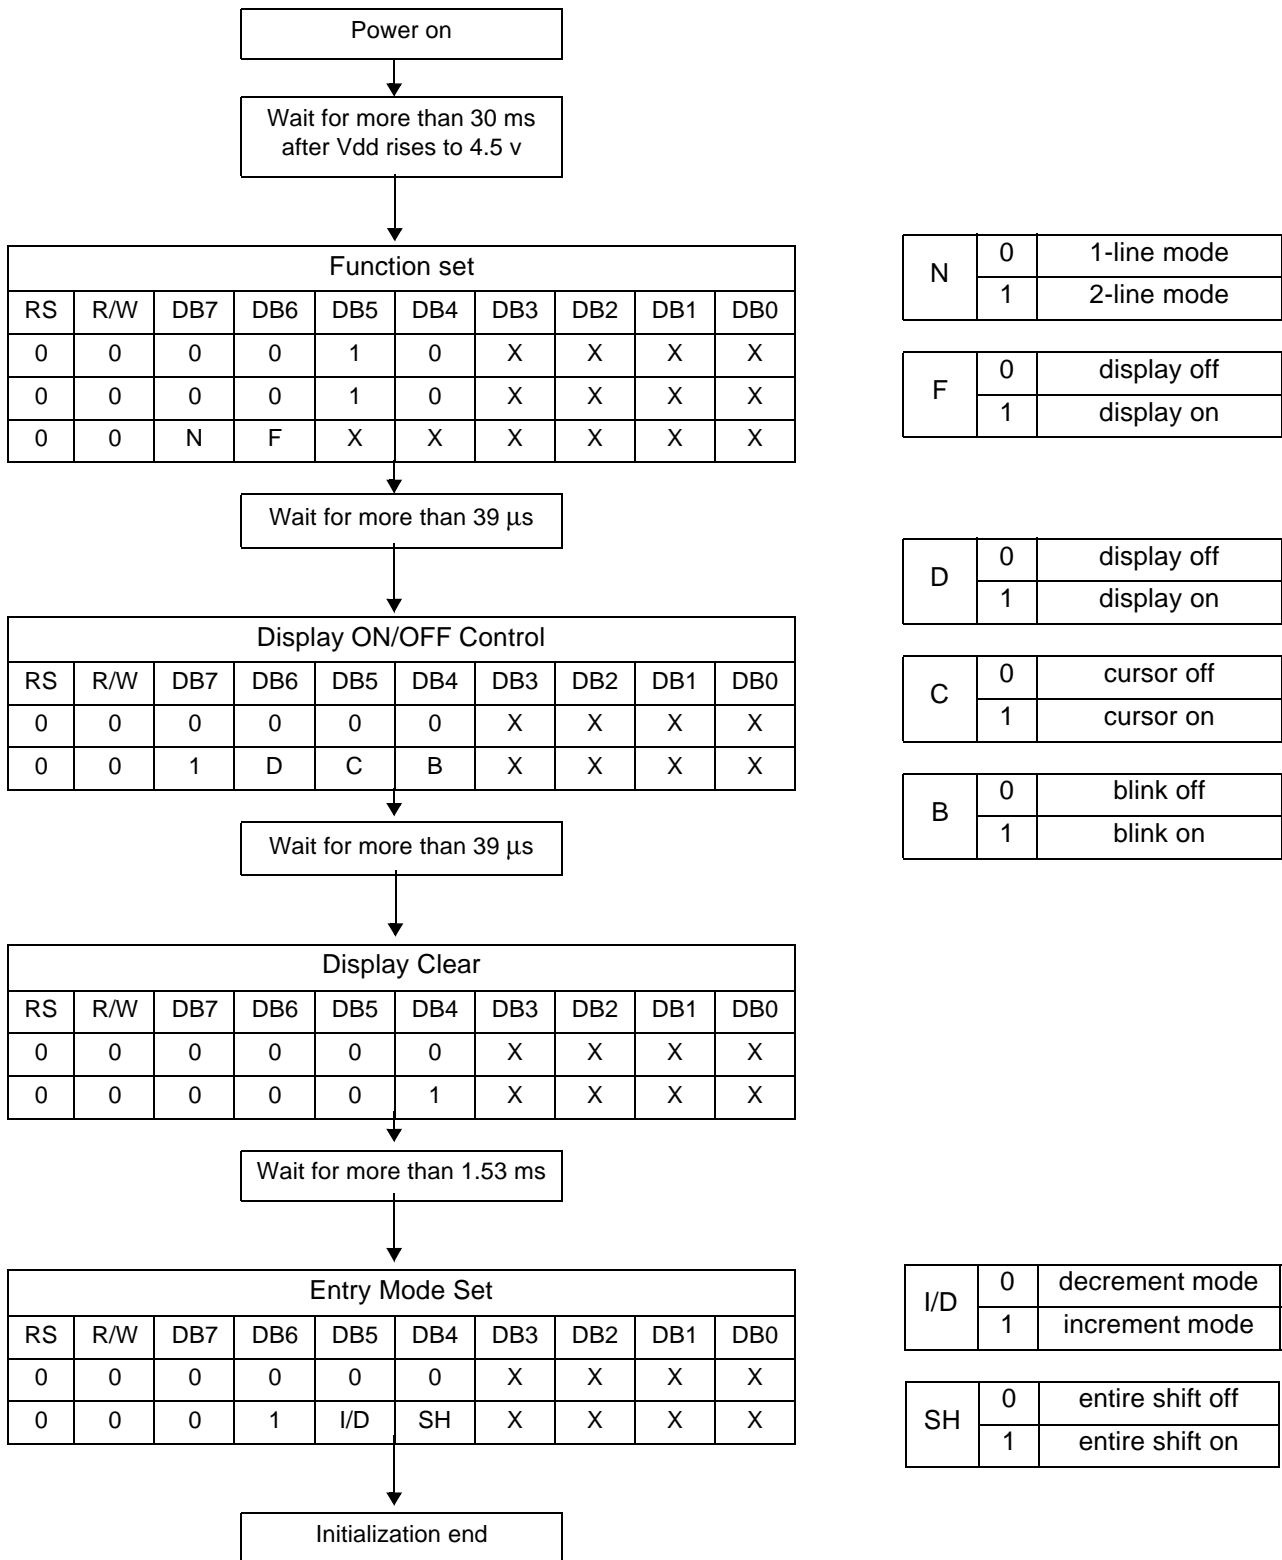 Power on
Wait for more than 30 ms
after Vdd rises to 4.5 v
Function set
RS R/W DB7 DB6 DB5 DB4 DB3 DB2 DB1 DB0
0 0 0 0 1 0 X X X X
0 0 0 0 1 0 X X X X
0 0 N F X X X X X X
N 0 1-line mode
1 2-line mode
F 0 display off
1 display on
Wait for more than 39 μs
Display ON/OFF Control
RS R/W DB7 DB6 DB5 DB4 DB3 DB2 DB1 DB0
0 0 0 0 0 0 X X X X
0 0 1 D C B X X X X
D 0 display off
1 display on
C 0 cursor off
1 cursor on
B 0 blink off
1 blink on
Wait for more than 39 μs
Display Clear
RS R/W DB7 DB6 DB5 DB4 DB3 DB2 DB1 DB0
0 0 0 0 0 0 X X X X
0 0 0 0 0 1 X X X X
Wait for more than 1.53 ms
Entry Mode Set
RS R/W DB7 DB6 DB5 DB4 DB3 DB2 DB1 DB0
0 0 0 0 0 0 X X X X
0 0 0 1 I/D SH X X X X
I/D 0 decrement mode
1 increment mode
SH 0 entire shift off
1 entire shift on
Initialization end